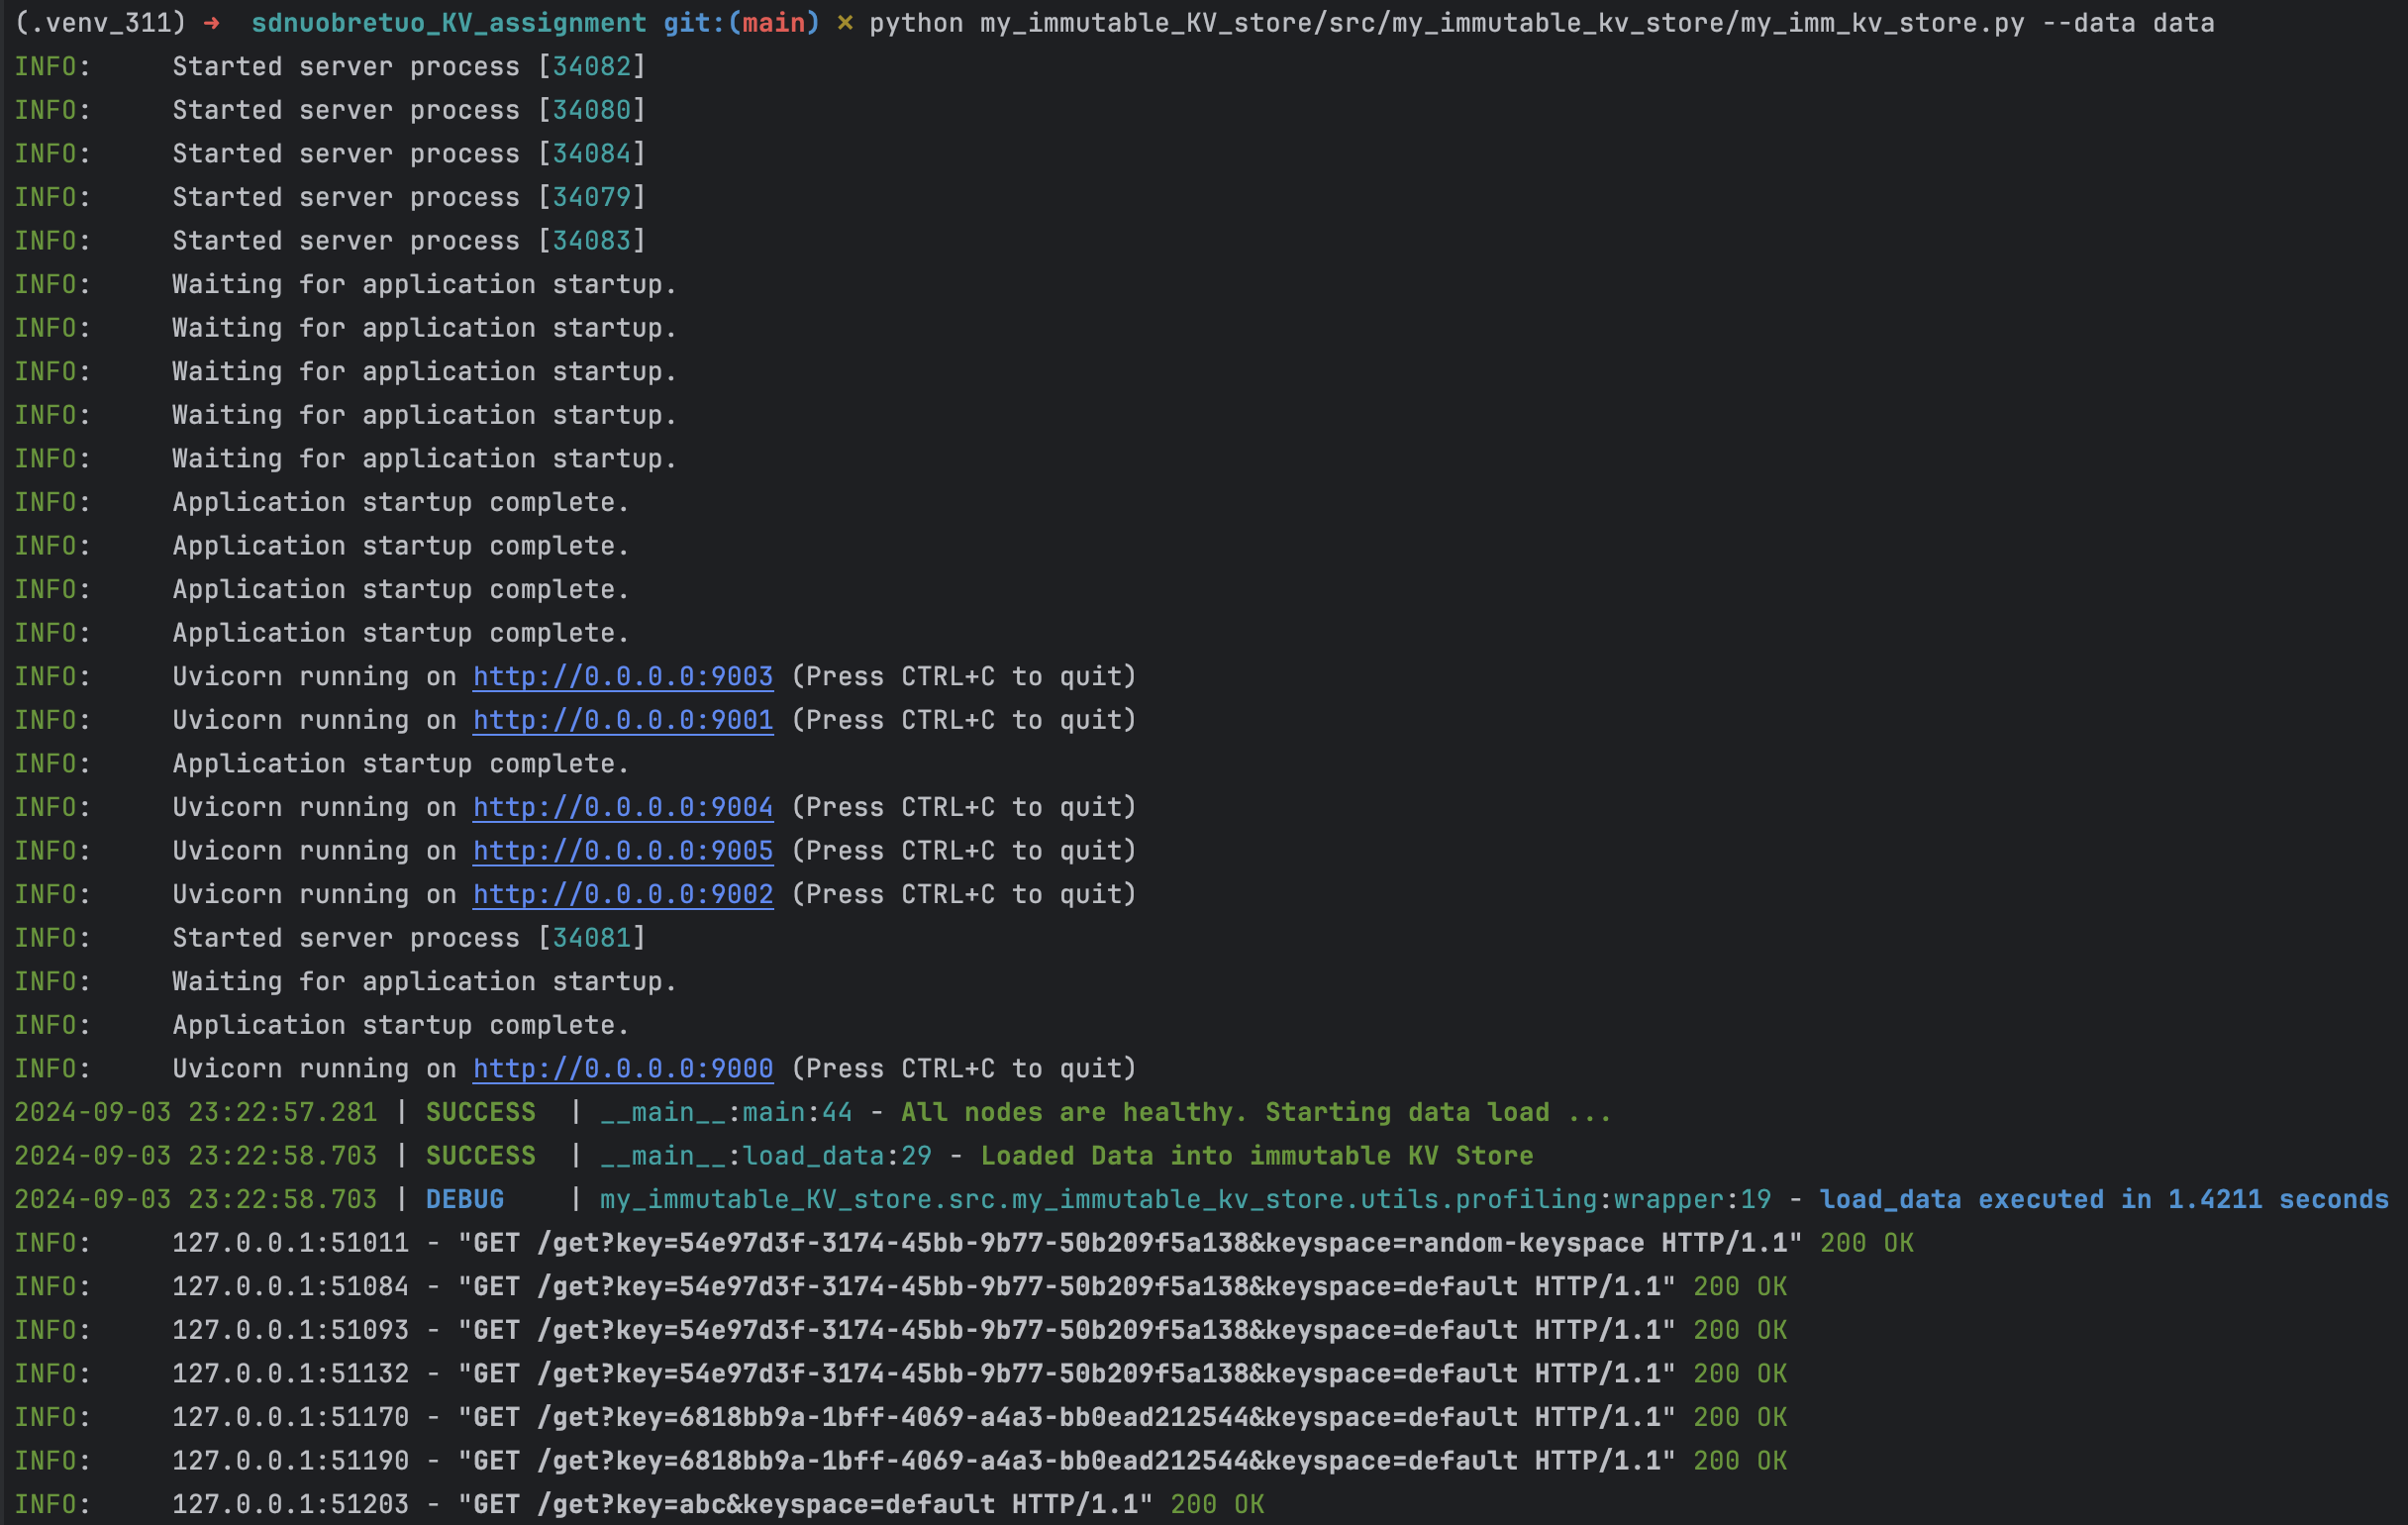 (.venv_311) ➜  sdnuobretuo_KV_assignment git:(main) ✗ python my_immutable_KV_store/src/my_immutable_kv_store/my_imm_kv_store.py --data data
INFO:     Started server process [34082]
INFO:     Started server process [34080]
INFO:     Started server process [34084]
INFO:     Started server process [34079]
INFO:     Started server process [34083]
INFO:     Waiting for application startup.
INFO:     Waiting for application startup.
INFO:     Waiting for application startup.
INFO:     Waiting for application startup.
INFO:     Waiting for application startup.
INFO:     Application startup complete.
INFO:     Application startup complete.
INFO:     Application startup complete.
INFO:     Application startup complete.
INFO:     Uvicorn running on http://0.0.0.0:9003 (Press CTRL+C to quit)
INFO:     Uvicorn running on http://0.0.0.0:9001 (Press CTRL+C to quit)
INFO:     Application startup complete.
INFO:     Uvicorn running on http://0.0.0.0:9004 (Press CTRL+C to quit)
INFO:     Uvicorn running on http://0.0.0.0:9005 (Press CTRL+C to quit)
INFO:     Uvicorn running on http://0.0.0.0:9002 (Press CTRL+C to quit)
INFO:     Started server process [34081]
INFO:     Waiting for application startup.
INFO:     Application startup complete.
INFO:     Uvicorn running on http://0.0.0.0:9000 (Press CTRL+C to quit)
2024-09-03 23:22:57.281 | SUCCESS  | __main__:main:44 - All nodes are healthy. Starting data load ...
2024-09-03 23:22:58.703 | SUCCESS  | __main__:load_data:29 - Loaded Data into immutable KV Store
2024-09-03 23:22:58.703 | DEBUG    | my_immutable_KV_store.src.my_immutable_kv_store.utils.profiling:wrapper:19 - load_data executed in 1.4211 seconds
INFO:     127.0.0.1:51011 - "GET /get?key=54e97d3f-3174-45bb-9b77-50b209f5a138&keyspace=random-keyspace HTTP/1.1" 200 OK
INFO:     127.0.0.1:51084 - "GET /get?key=54e97d3f-3174-45bb-9b77-50b209f5a138&keyspace=default HTTP/1.1" 200 OK
INFO:     127.0.0.1:51093 - "GET /get?key=54e97d3f-3174-45bb-9b77-50b209f5a138&keyspace=default HTTP/1.1" 200 OK
INFO:     127.0.0.1:51132 - "GET /get?key=54e97d3f-3174-45bb-9b77-50b209f5a138&keyspace=default HTTP/1.1" 200 OK
INFO:     127.0.0.1:51170 - "GET /get?key=6818bb9a-1bff-4069-a4a3-bb0ead212544&keyspace=default HTTP/1.1" 200 OK
INFO:     127.0.0.1:51190 - "GET /get?key=6818bb9a-1bff-4069-a4a3-bb0ead212544&keyspace=default HTTP/1.1" 200 OK
INFO:     127.0.0.1:51203 - "GET /get?key=abc&keyspace=default HTTP/1.1" 200 OK